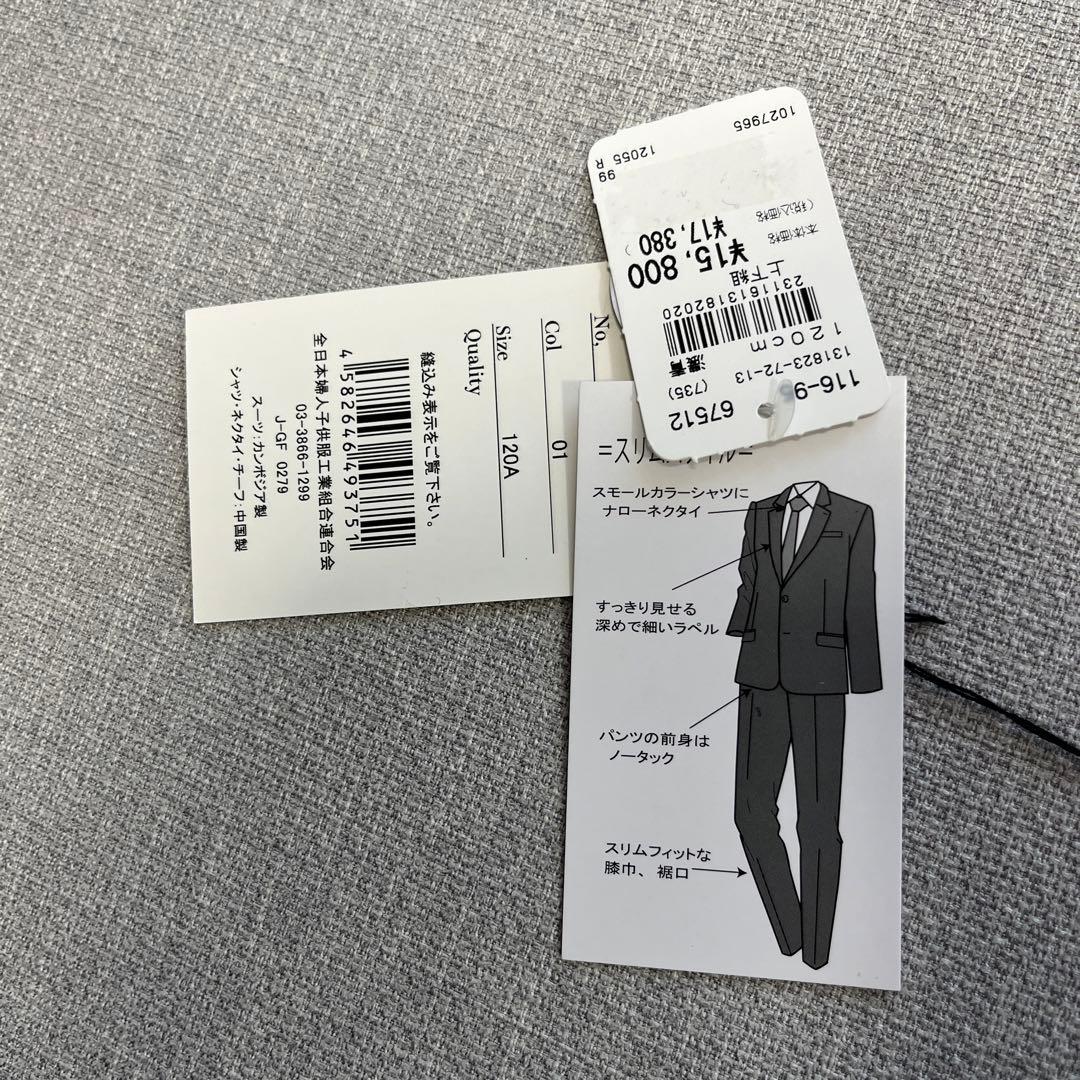 1027965
12055 R
99
(税込価格 ¥17,380)
本体価格 ¥15,800
上下組
2311613182020
120cm
131823-72-13
(735) 濃青
116-9
67512
No,
Col 01
Size 120A
Quality
縫込み表示をご覧下さい。
4582646493751
全日本婦人子供服工業組合連合会
03-3866-1299
J-GF 0279
スーツ:カンボジア製
シャツ・ネクタイ・チーフ:中国製
スモールカラーシャツに
ナローネクタイ
すっきり見せる
深めで細いラペル
パンツの前身は
ノータック
スリムフィットな
膝巾、裾口